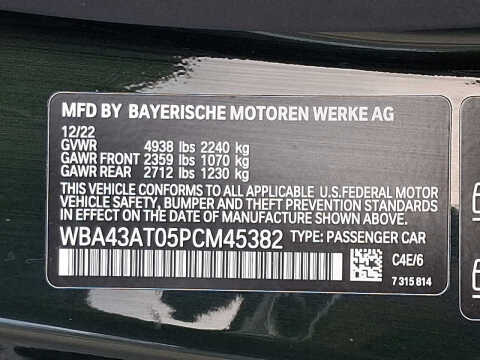 MFD BY BAYERISCHE MOTOREN WERKE AG
12/22
GVWR 4938 lbs 2240 kg
GAWR FRONT 2359 lbs 1070 kg
GAWR REAR 2712 lbs 1230 kg
THIS VEHICLE CONFORMS TO ALL APPLICABLE U.S.FEDERAL MOTOR
VEHICLE SAFETY, BUMPER AND THEFT PREVENTION STANDARDS
IN EFFECT ON THE DATE OF MANUFACTURE SHOWN ABOVE.
WBA43AT05PCM45382 TYPE: PASSENGER CAR
C4E/6
7 315 814